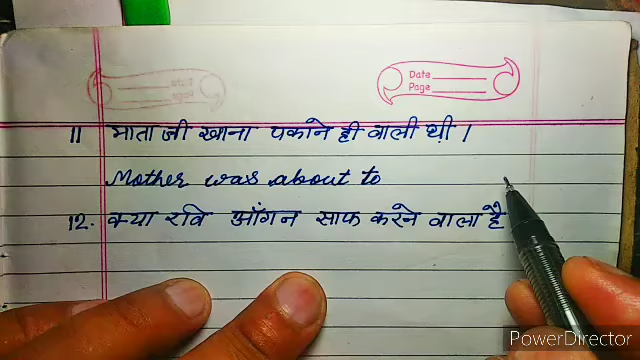 Date
Page
11 माता जी खाना पकाने ही वाली थी ।
Mother was about to
12. क्या रवि आँगन साफ करने वाला है
PowerDirector